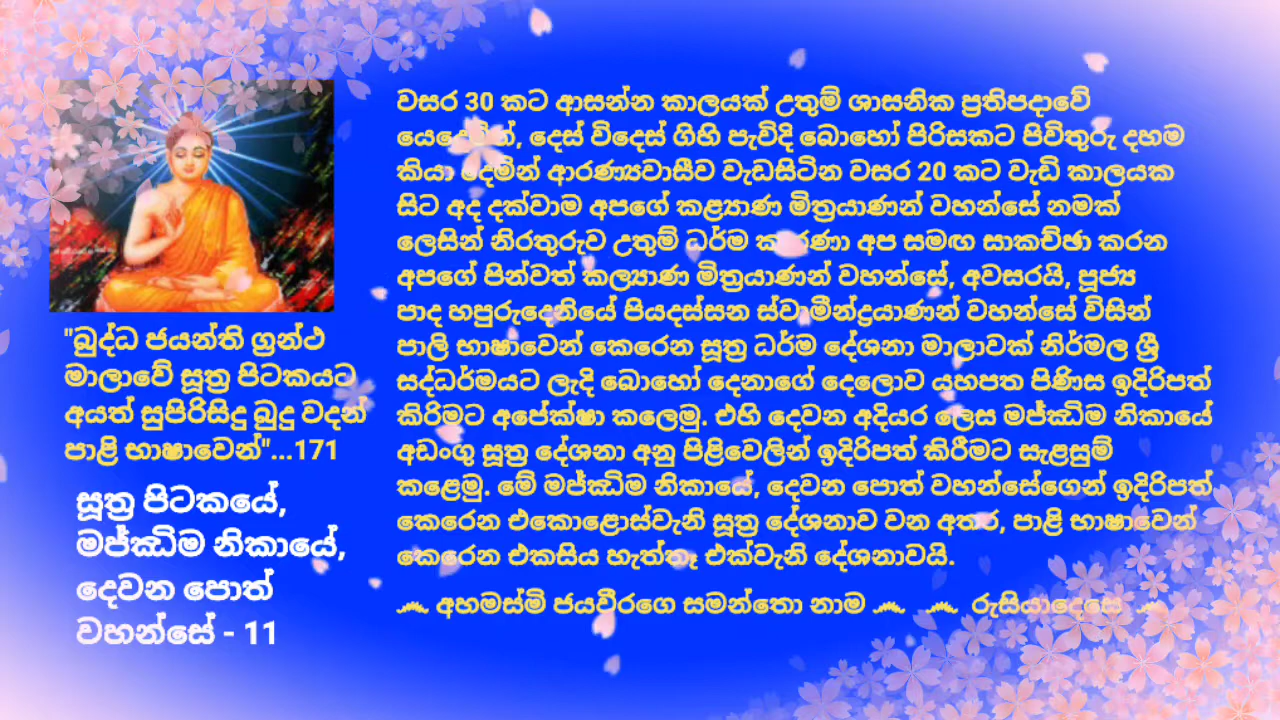 "බුද්ධ ජයන්ති ග්‍රන්ථ
මාලාවේ සූත්‍ර පිටකයට
අයත් සුපිරිසිදු බුදු වදන්
පාළි භාෂාවෙන්"...171
සූත්‍ර පිටකයේ,
මජ්ඣිම නිකායේ,
දෙවන පොත්
වහන්සේ - 11
වසර 30 කට ආසන්න කාලයක් උතුම් ශාසනික ප්‍රතිපදාවේ
දෙස් විදෙස් ගිහි පැවිදි බොහෝ පිරිසකට පිවිතුරු දහම
කියා දෙමින් ආරණ්‍යවාසීව වැඩසිටින වසර 20 කට වැඩි කාලයක
සිට අද දක්වාම අපගේ කළ්‍යාණ මිත්‍රයාණන් වහන්සේ නමක්
ලෙසින් නිරතුරුව උතුම් ධර්ම කාරණා අප සමඟ සාකච්ඡා කරන
අපගේ පින්වත් කල්‍යාණ මිත්‍රයාණන් වහන්සේ, අවසරයි, පූජ්‍ය
පාද හපුරුදෙනියේ පියදස්සන ස්වාමීන්ද්‍රයාණන් වහන්සේ විසින්
පාලි භාෂාවෙන් කෙරෙන සූත්‍ර ධර්ම දේශනා මාලාවක් නිර්මල ශ්‍රී
සද්ධර්මයට ලැදි බොහෝ දෙනාගේ දෙලොව යහපත පිණිස ඉදිරිපත්
කිරිමට අපේක්ෂා කලෙමු. එහි දෙවන අදියර ලෙස මජ්ඣිම නිකායේ
අඩංගු සූත්‍ර දේශනා අනු පිළිවෙලින් ඉදිරිපත් කිරීමට සැළසුම්
කළෙමු. මේ මජ්ඣිම නිකායේ, දෙවන පොත් වහන්සේගෙන් ඉදිරිපත්
කෙරෙන එකොළොස්වැනි සූත්‍ර දේශනාව වන අතර, පාළි භාෂාවෙන්
කෙරෙන එකසිය හැත්තෑ එක්වැනි දේශනාවයි.
අහමස්මි ජයවීරගෙ සමන්තො නාම රුසියාදෙසෙ